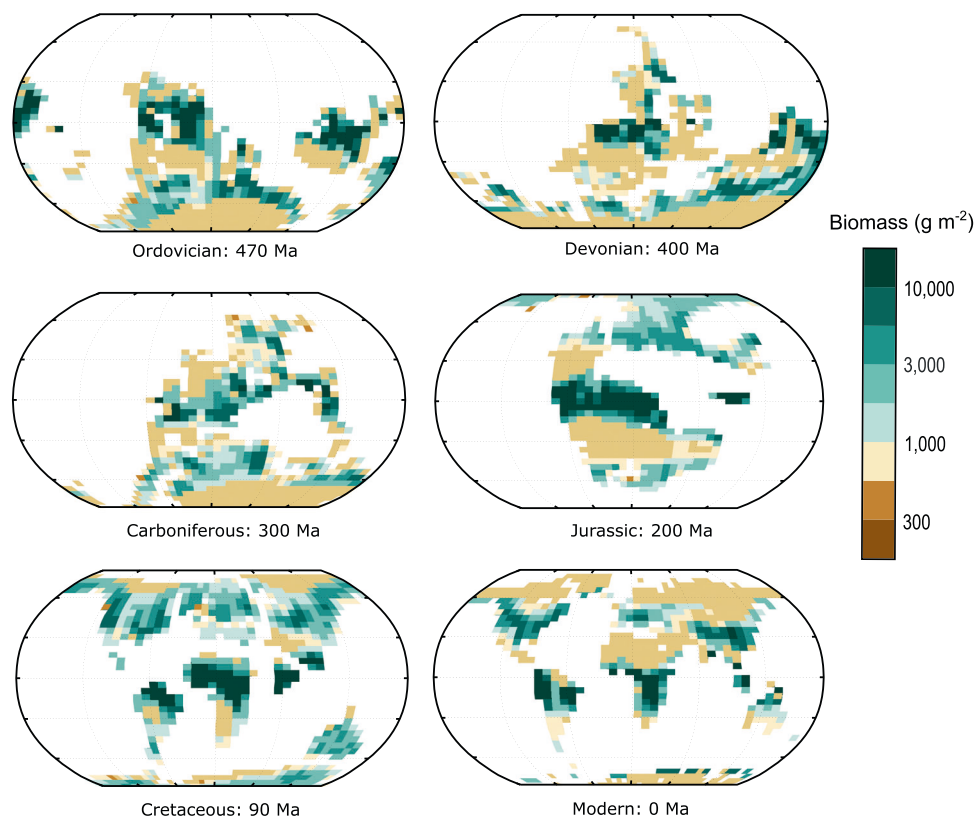 Ordovician: 470 Ma
Devonian: 400 Ma
Biomass (g m⁻²)
10,000
3,000
1,000
300
Carboniferous: 300 Ma
Jurassic: 200 Ma
Cretaceous: 90 Ma
Modern: 0 Ma